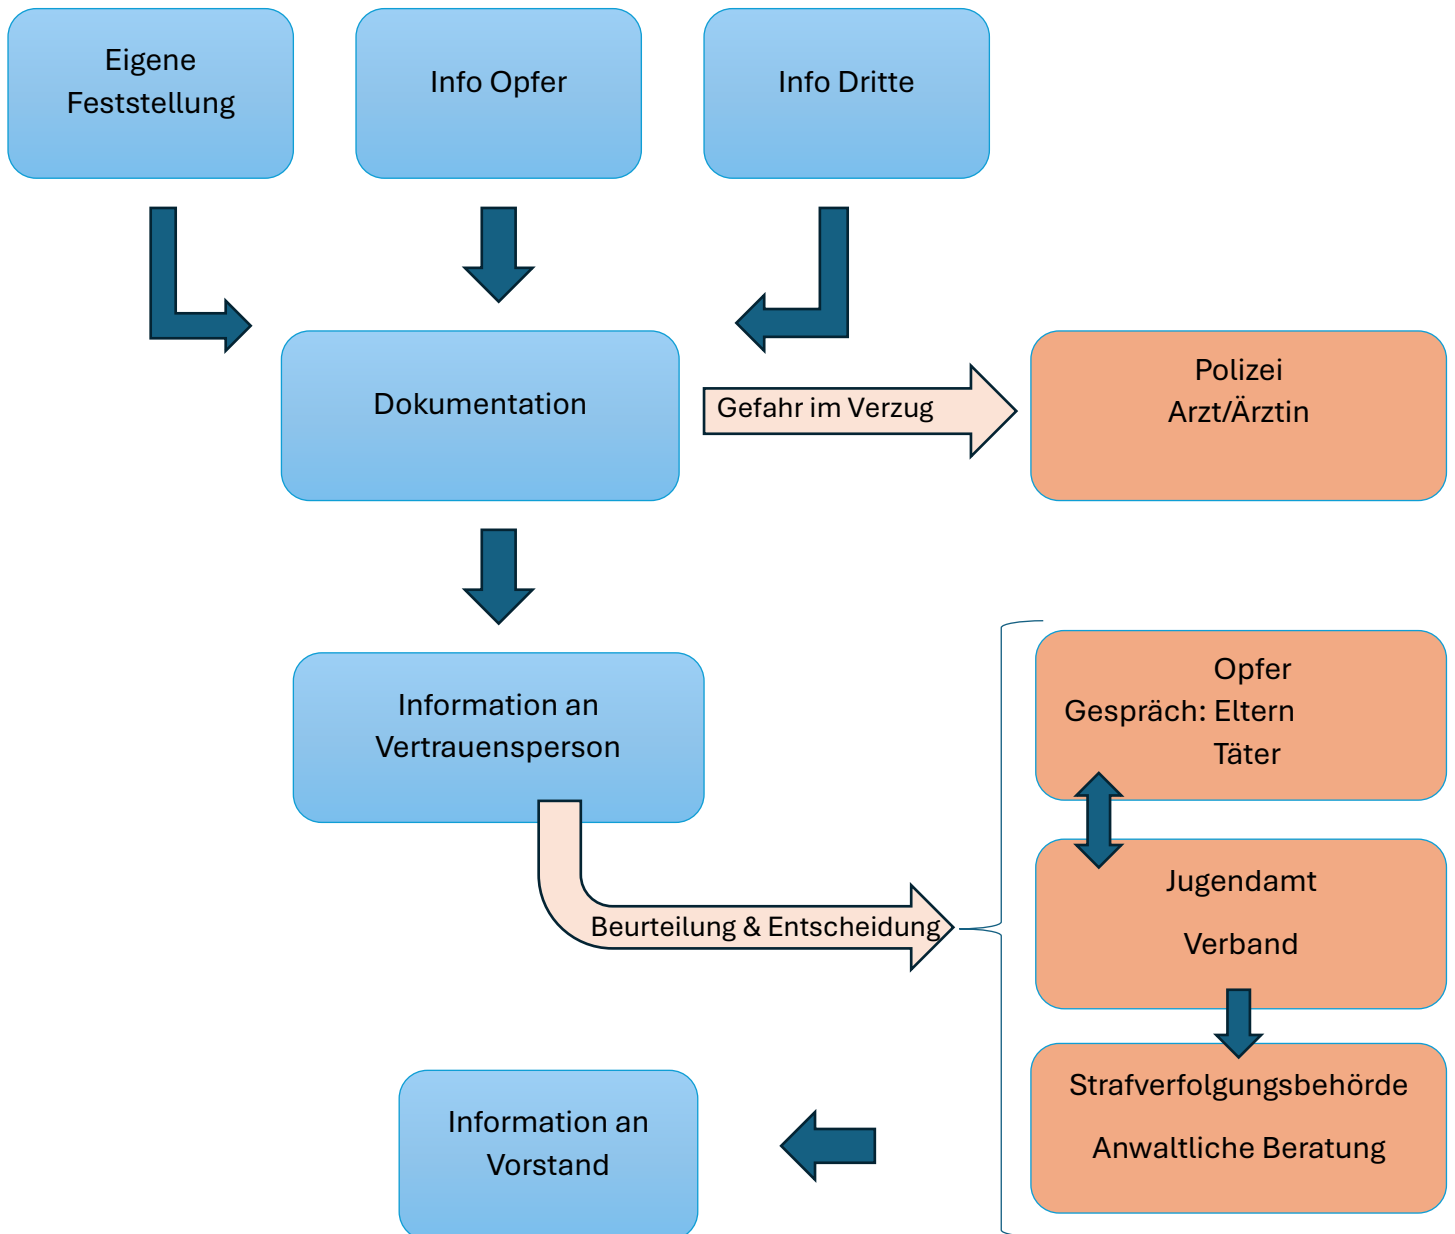 Eigene
Feststellung
Info Opfer
Info Dritte
Dokumentation
Gefahr im Verzug
Polizei
Arzt/Ärztin
Information an
Vertrauensperson
Opfer
Gespräch: Eltern
Täter
Beurteilung & Entscheidung
Jugendamt
Verband
Strafverfolgungsbehörde
Anwaltliche Beratung
Information an
Vorstand